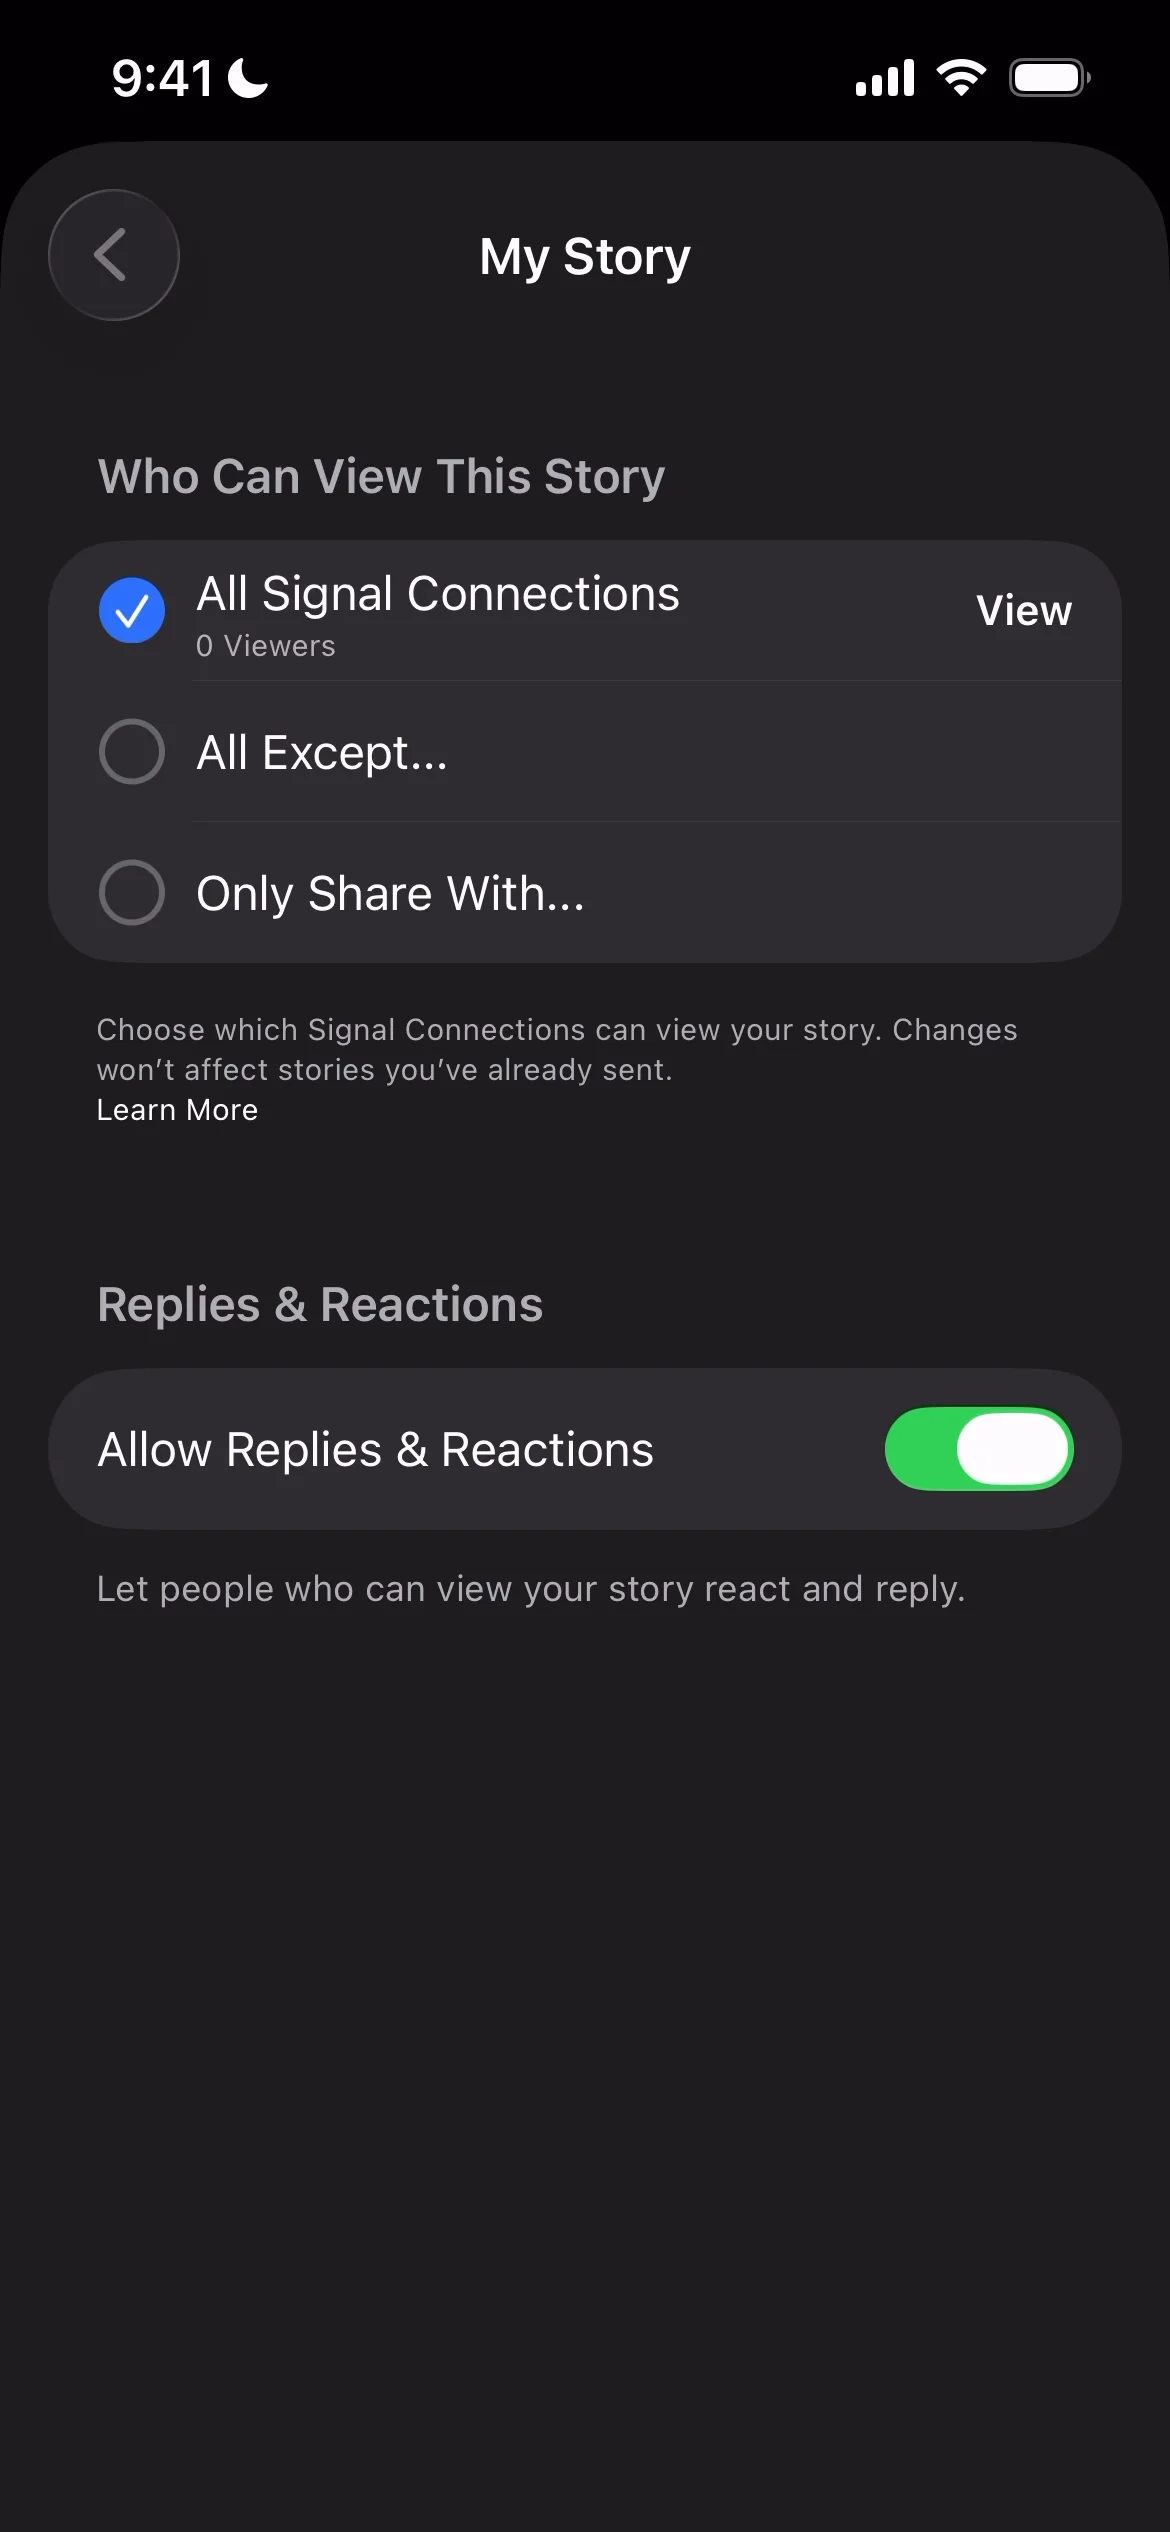 9:41
My Story
Who Can View This Story
All Signal Connections
0 Viewers
View
All Except...
Only Share With...
Choose which Signal Connections can view your story. Changes
won’t affect stories you’ve already sent.
Learn More
Replies & Reactions
Allow Replies & Reactions
Let people who can view your story react and reply.